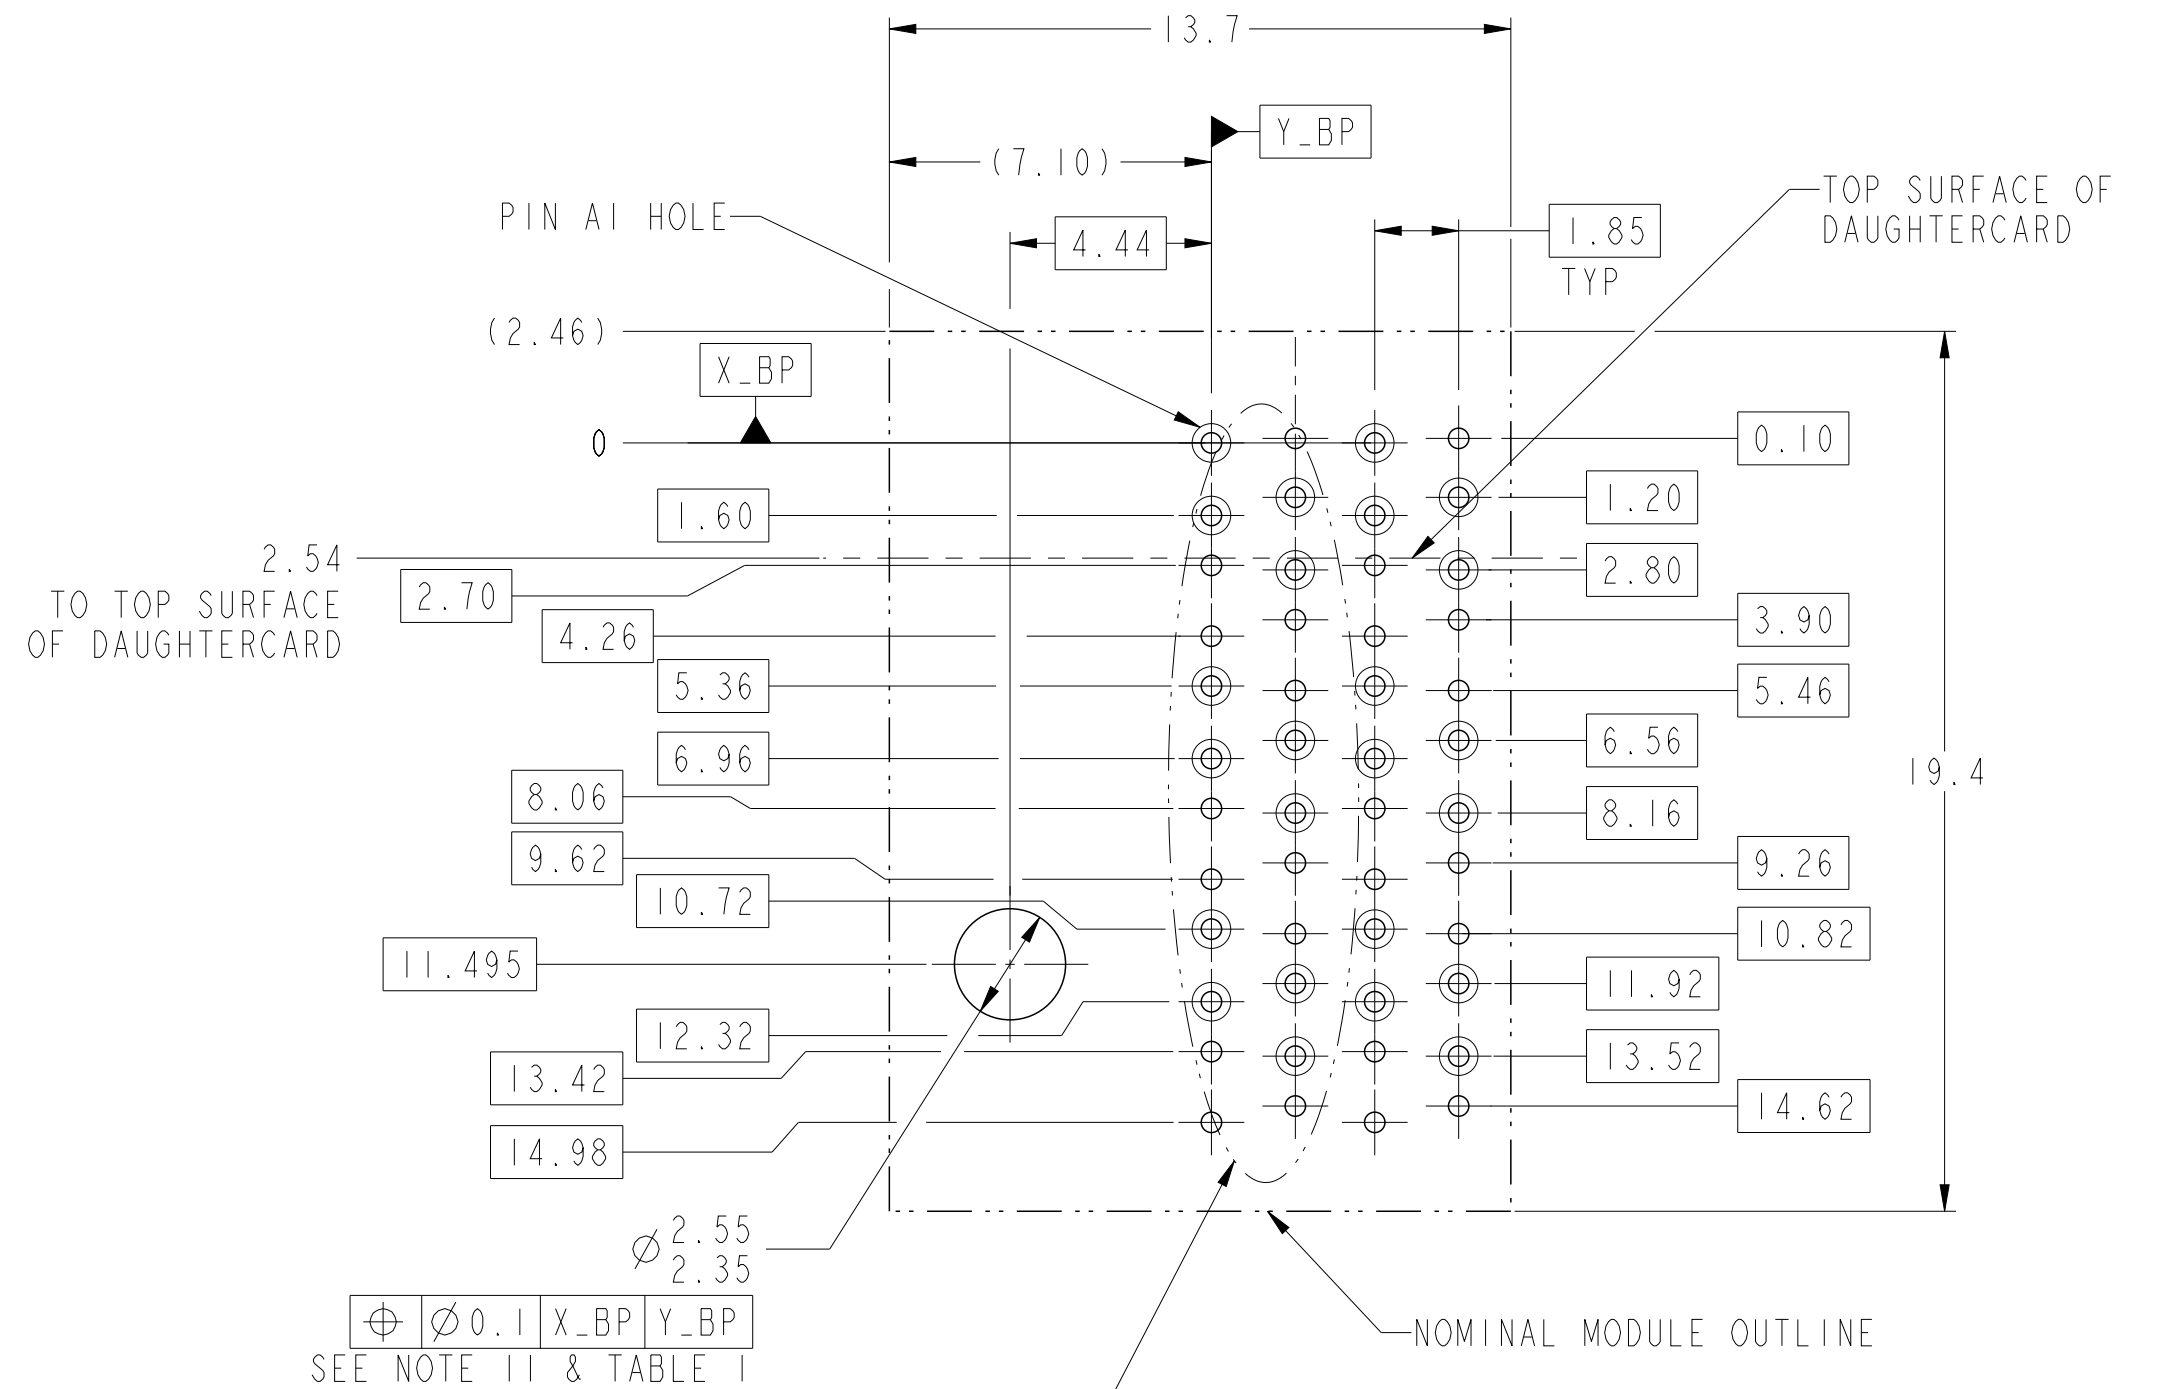 13.7
Y_BP
(7.10)
PIN A1 HOLE
4.44
1.85
TYP
TOP SURFACE OF
DAUGHTERCARD
(2.46)
X_BP
0
0.10
1.60
1.20
2.54
TO TOP SURFACE
OF DAUGHTERCARD
2.70
2.80
4.26
3.90
5.36
5.46
6.96
6.56
19.4
8.06
8.16
9.62
9.26
10.72
10.82
11.495
11.92
12.32
13.42
13.52
14.98
14.62
Ø 2.55
2.35
⌖ Ø0.1 X_BP Y_BP
SEE NOTE 11 & TABLE 1
NOMINAL MODULE OUTLINE